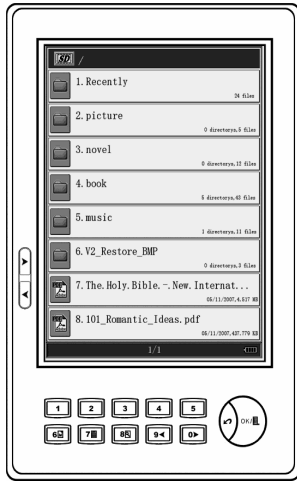 SD /
1.Recently
24 files
2.picture
0 directorys,5 files
3.novel
0 directorys,12 files
4.book
5 directorys,43 files
5.music
1 directorys,11 files
6.V2_Restore_BMP
0 directorys,3 files
7.The.Holy.Bible.-.New.Internat...
05/11/2007,4.517 MB
8.101_Romantic_Ideas.pdf
05/11/2007,437.779 KB
1/1
1 2 3 4 5
6 7 8 9 0 OK/